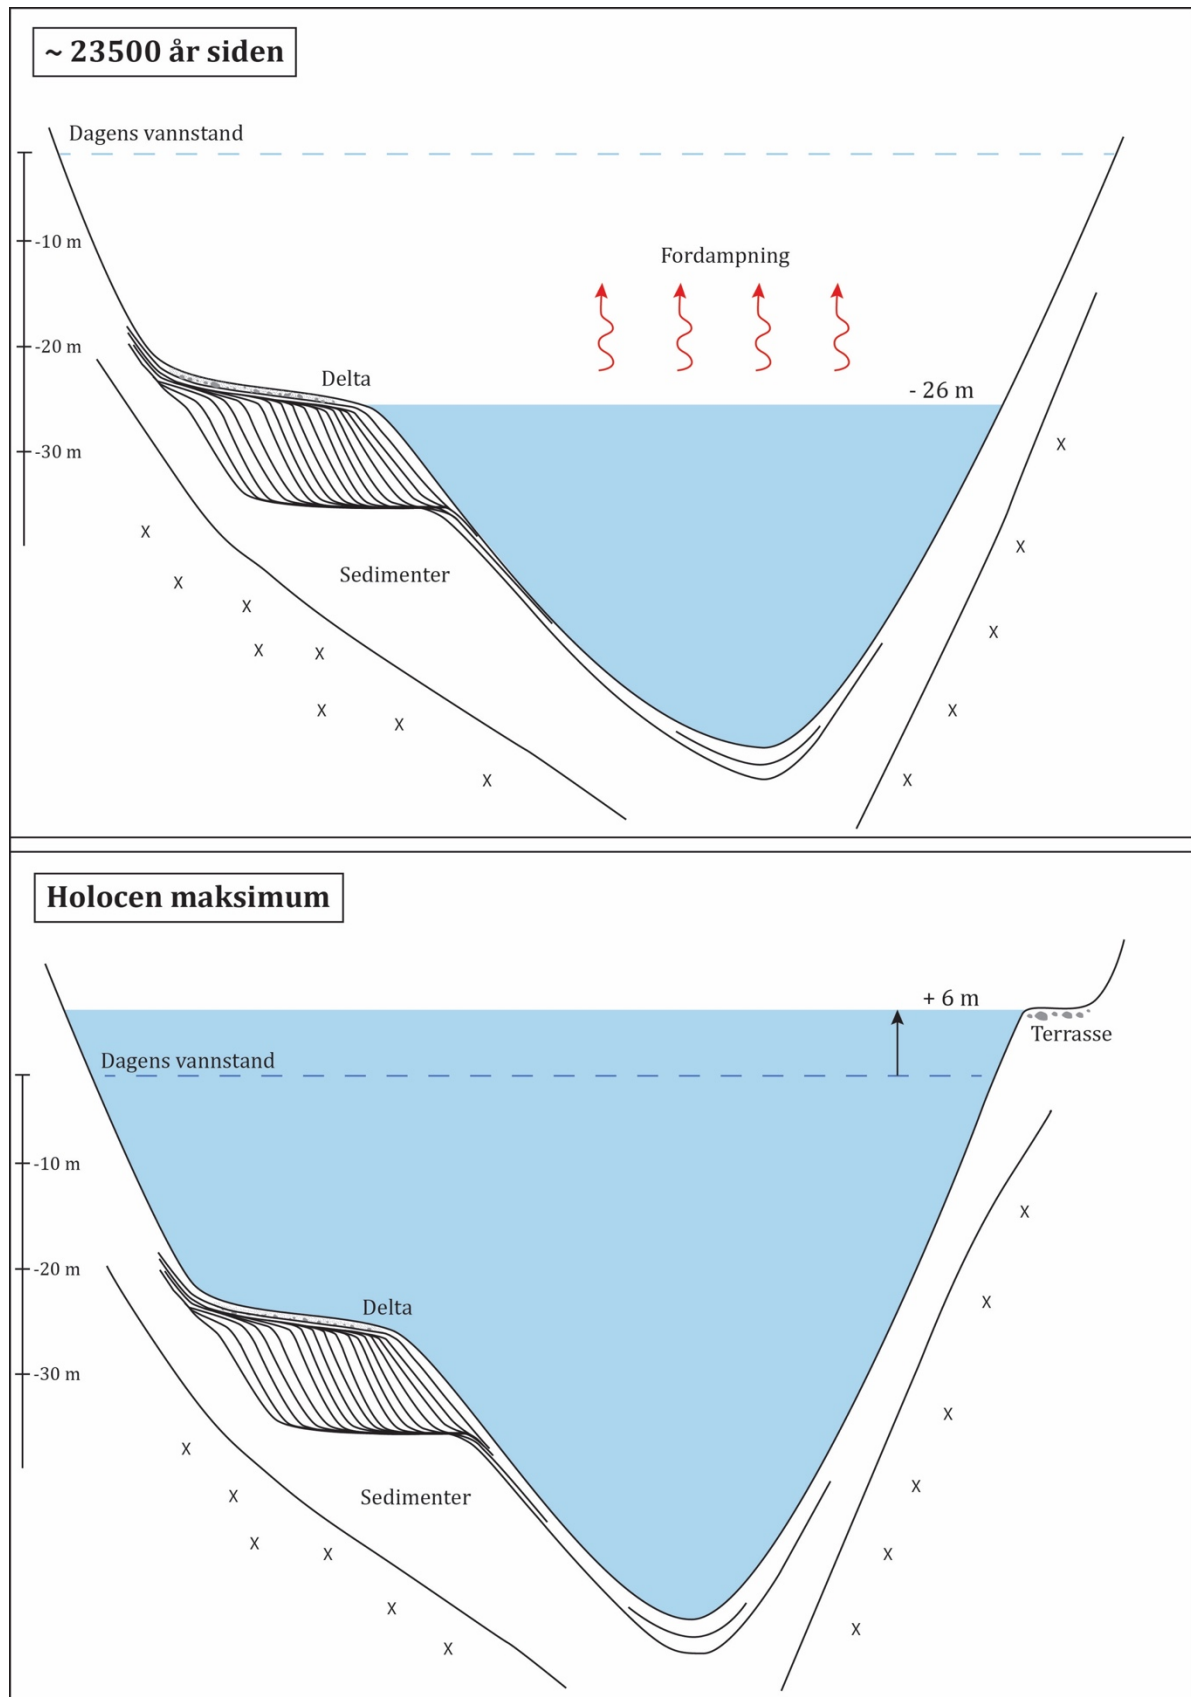 ~ 23500 år siden
Dagens vannstand
-10 m
Fordampning
-20 m
Delta
- 26 m
-30 m
X
X
X
Sedimenter
X
X
X
X
X
X
X
X
X
X
Holocen maksimum
+ 6 m
Terrasse
Dagens vannstand
-10 m
X
-20 m
X
Delta
-30 m
X
X
X
X
Sedimenter
X
X
X
X
X
X